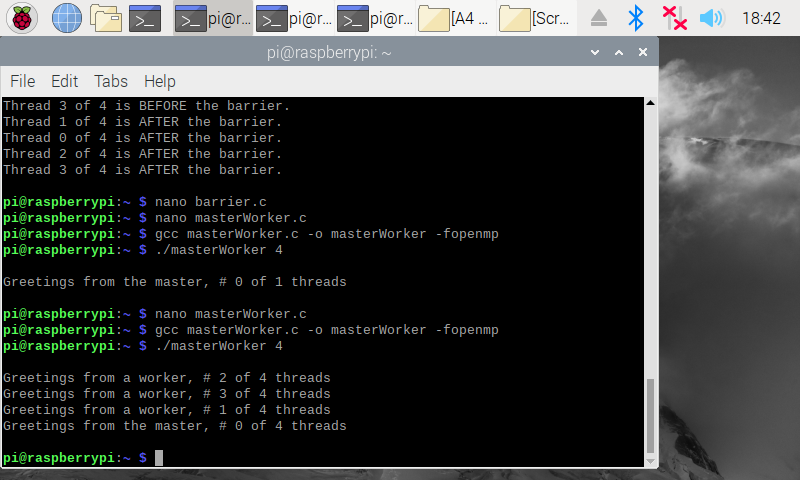 pi@r... pi@r... pi@r... [A4 ... [Scr... 18:42
pi@raspberrypi: ~
File Edit Tabs Help
Thread 3 of 4 is BEFORE the barrier.
Thread 1 of 4 is AFTER the barrier.
Thread 0 of 4 is AFTER the barrier.
Thread 2 of 4 is AFTER the barrier.
Thread 3 of 4 is AFTER the barrier.
pi@raspberrypi:~ $ nano barrier.c
pi@raspberrypi:~ $ nano masterWorker.c
pi@raspberrypi:~ $ gcc masterWorker.c -o masterWorker -fopenmp
pi@raspberrypi:~ $ ./masterWorker 4
Greetings from the master, # 0 of 1 threads
pi@raspberrypi:~ $ nano masterWorker.c
pi@raspberrypi:~ $ gcc masterWorker.c -o masterWorker -fopenmp
pi@raspberrypi:~ $ ./masterWorker 4
Greetings from a worker, # 2 of 4 threads
Greetings from a worker, # 3 of 4 threads
Greetings from a worker, # 1 of 4 threads
Greetings from the master, # 0 of 4 threads
pi@raspberrypi:~ $